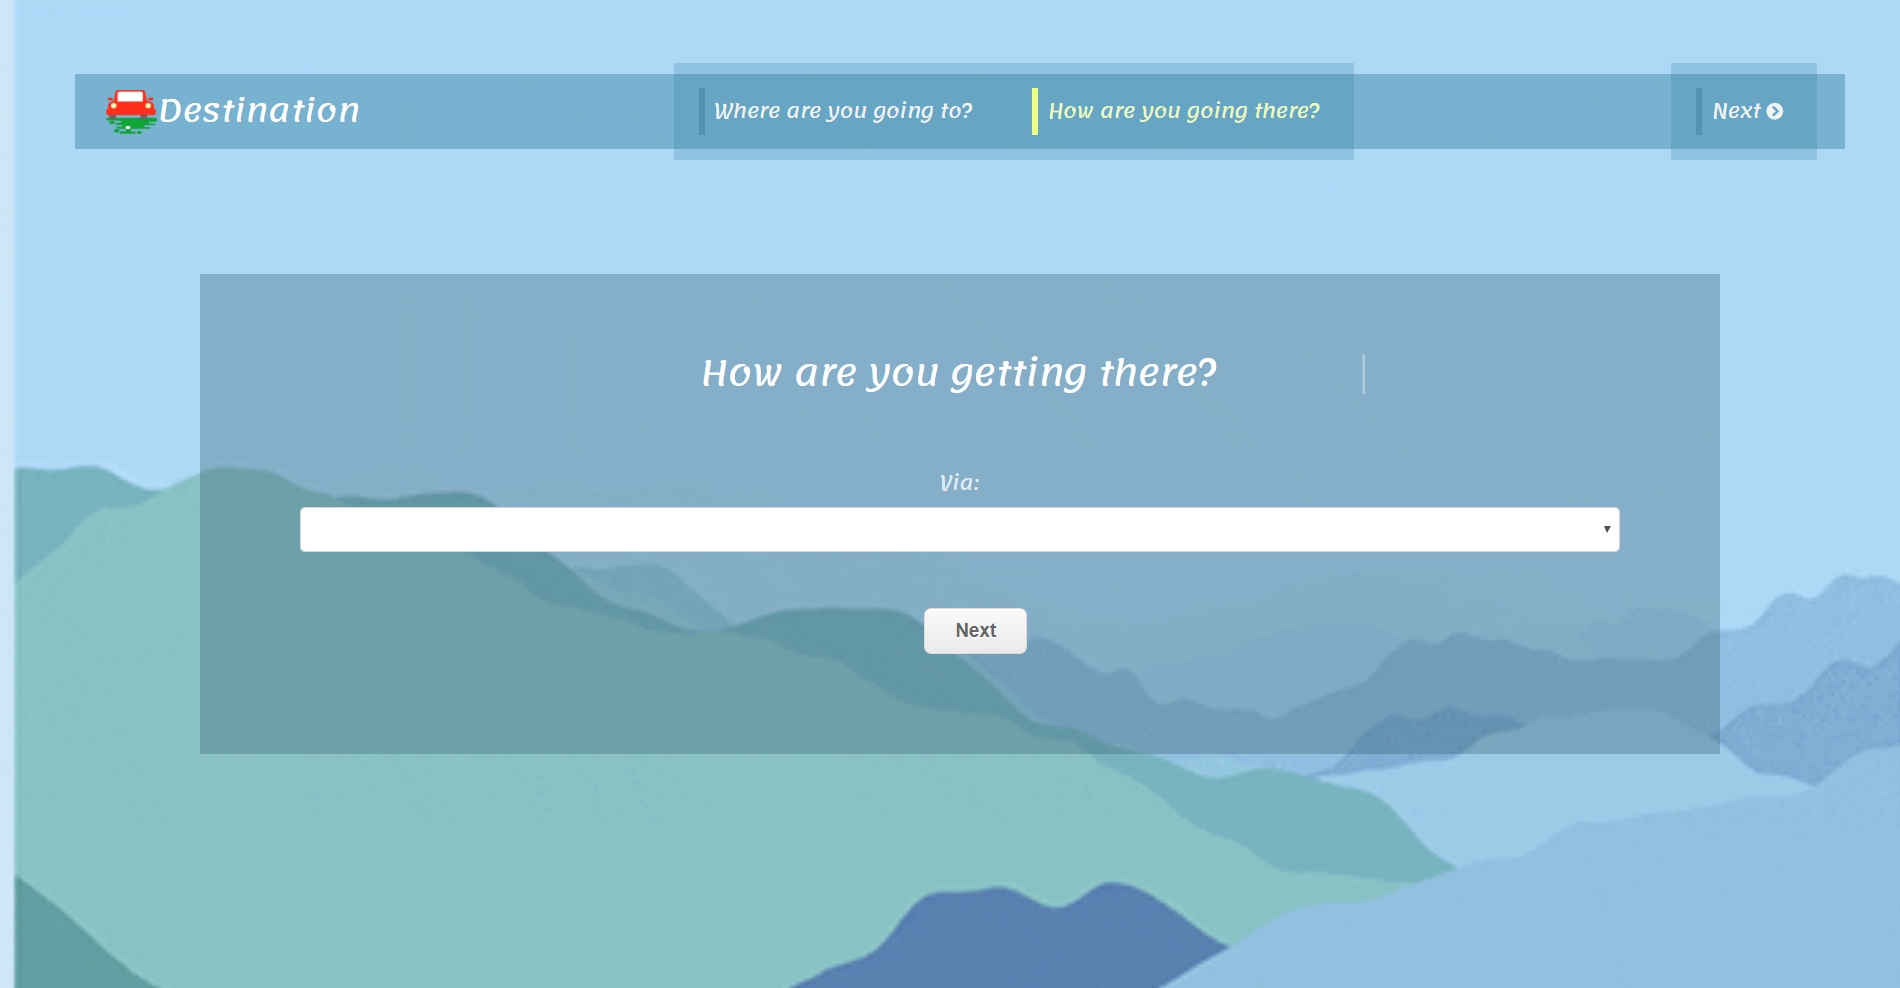 Destination
Where are you going to?
How are you going there?
Next
How are you getting there?
Via:
Next